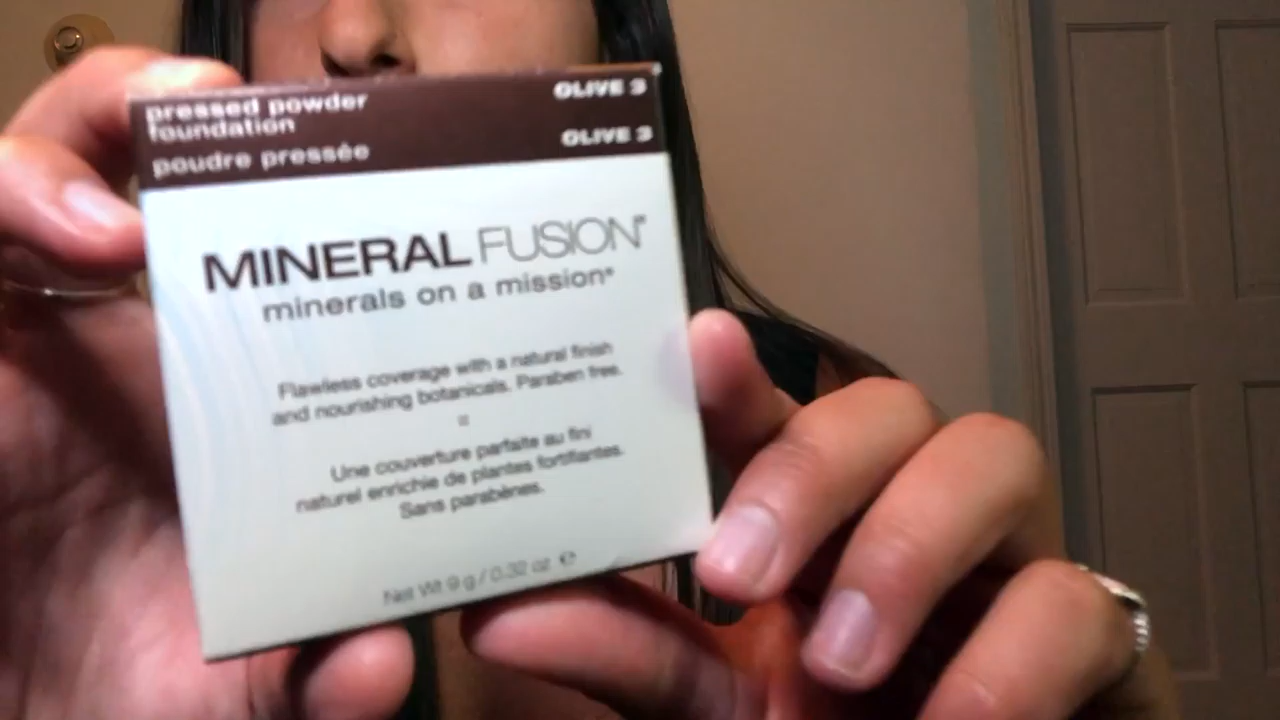 pressed powder
foundation
poudre pressée
OLIVE 3
OLIVE 3
MINERAL FUSION
minerals on a mission
Flawless coverage with a natural finish
and nourishing botanicals. Paraben free.
Une couverture parfaite au fini
naturel enrichie de plantes fortifiantes.
Sans parabènes.
Net Wt 9 g / 0.32 oz ℮